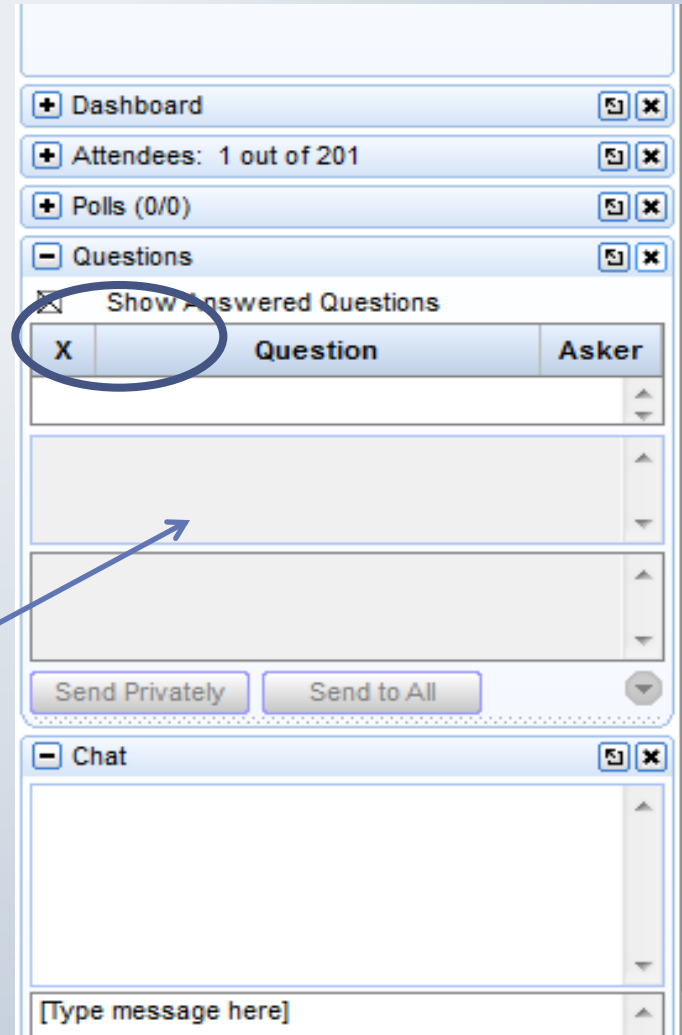 Dashboard
Attendees: 1 out of 201
Polls (0/0)
Questions
Show Answered Questions
X Question Asker
Send Privately Send to All
Chat
[Type message here]